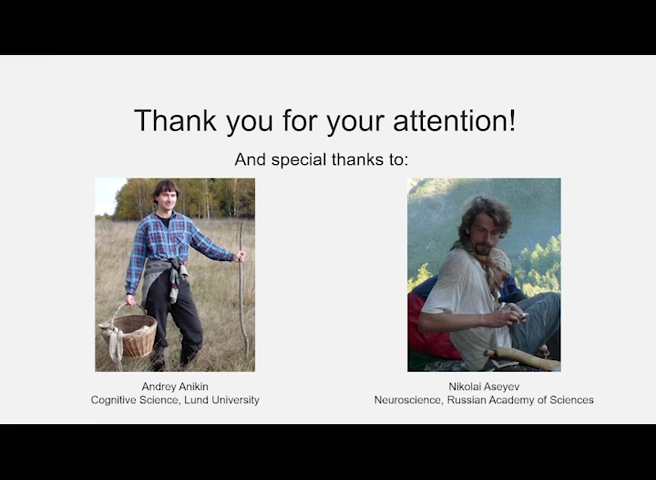 Thank you for your attention!
And special thanks to:
Andrey Anikin
Cognitive Science, Lund University
Nikolai Aseyev
Neuroscience, Russian Academy of Sciences